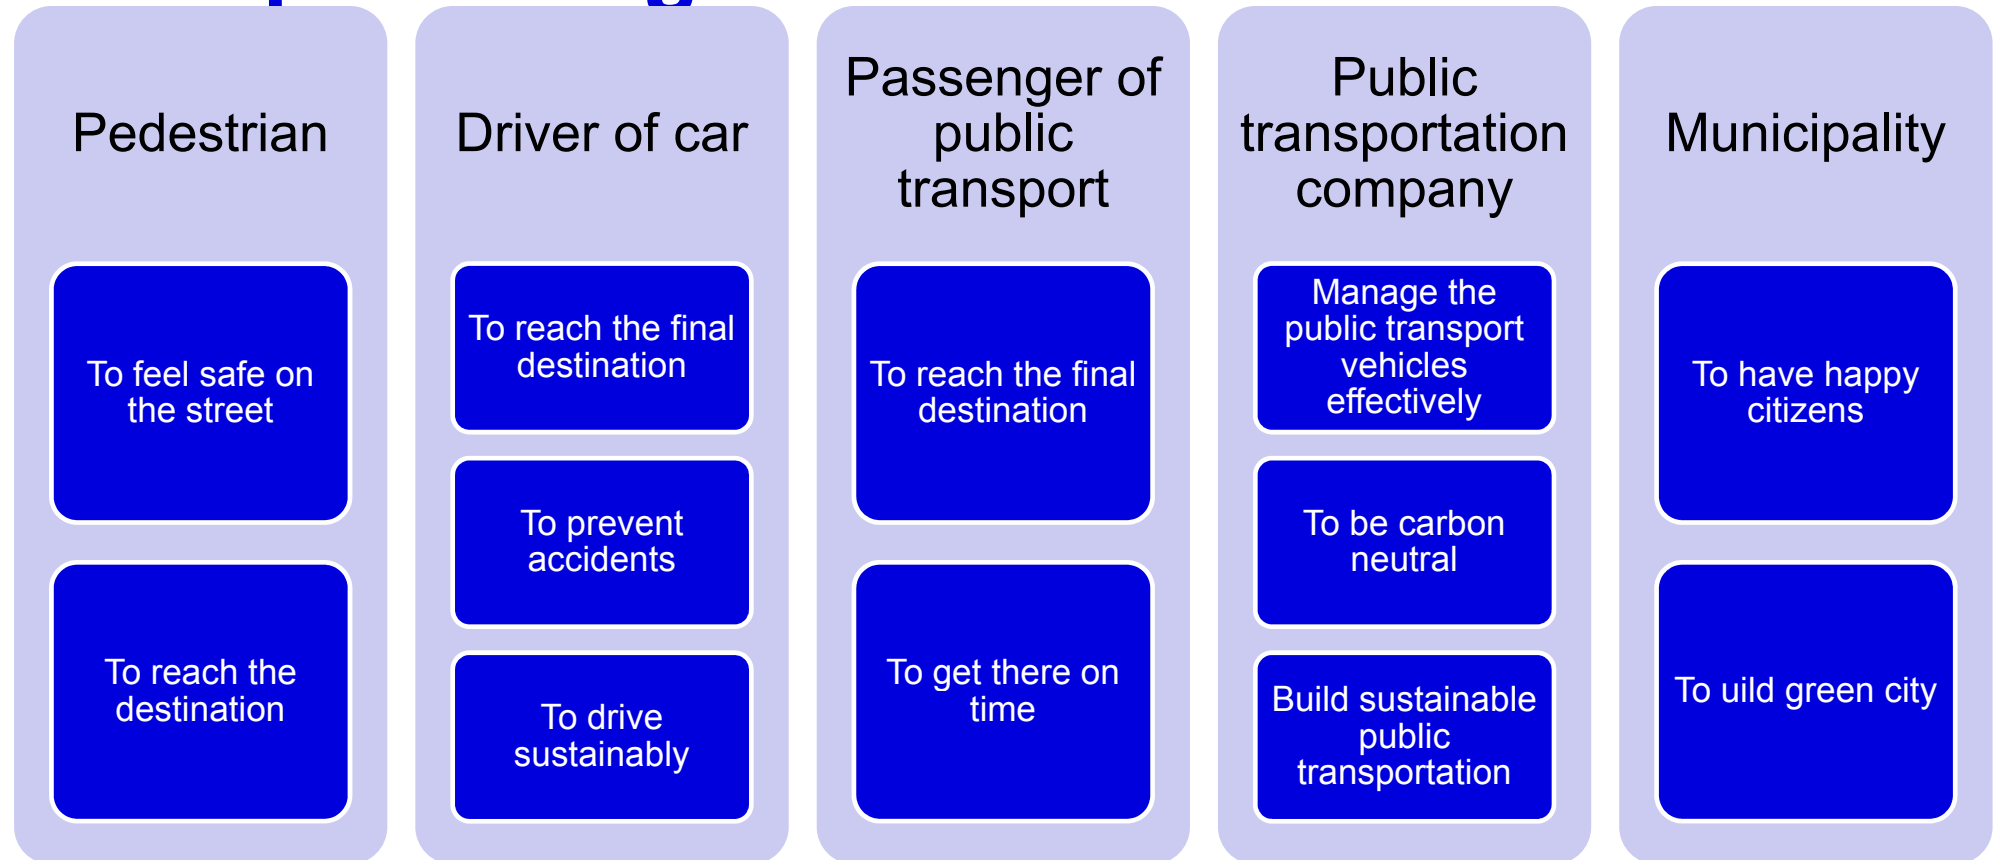 Pedestrian
To feel safe on
the street
To reach the
destination
Driver of car
To reach the final
destination
To prevent
accidents
To drive
sustainably
Passenger of
public
transport
To reach the final
destination
To get there on
time
Public
transportation
company
Manage the
public transport
vehicles
effectively
To be carbon
neutral
Build sustainable
public
transportation
Municipality
To have happy
citizens
To uild green city